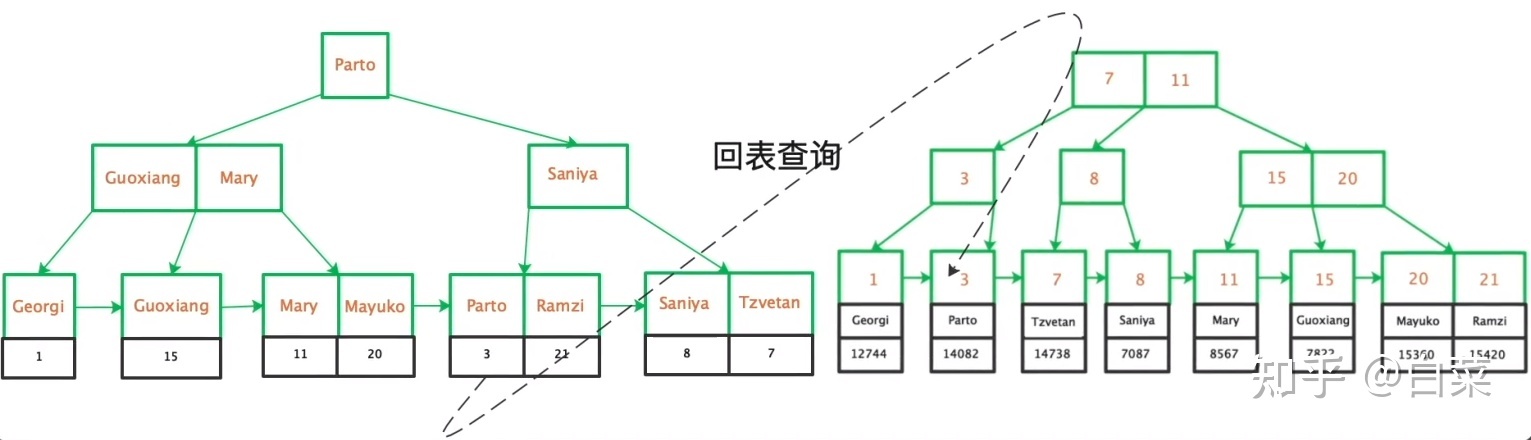 Parto
7 11
回表查询
Guoxiang Mary
Saniya
3
8
15 20
Georgi
Guoxiang
Mary Mayuko
Parto Ramzi
Saniya Tzvetan
1
15
11 20
3 21
8 7
1
3
7
8
11
15
20 21
Georgi
Parto
Tzvetan
Saniya
Mary
Guoxiang
Mayuko Ramzi
12744
14082
14738
7087
8567
7822
15360 15420
知乎 @白菜